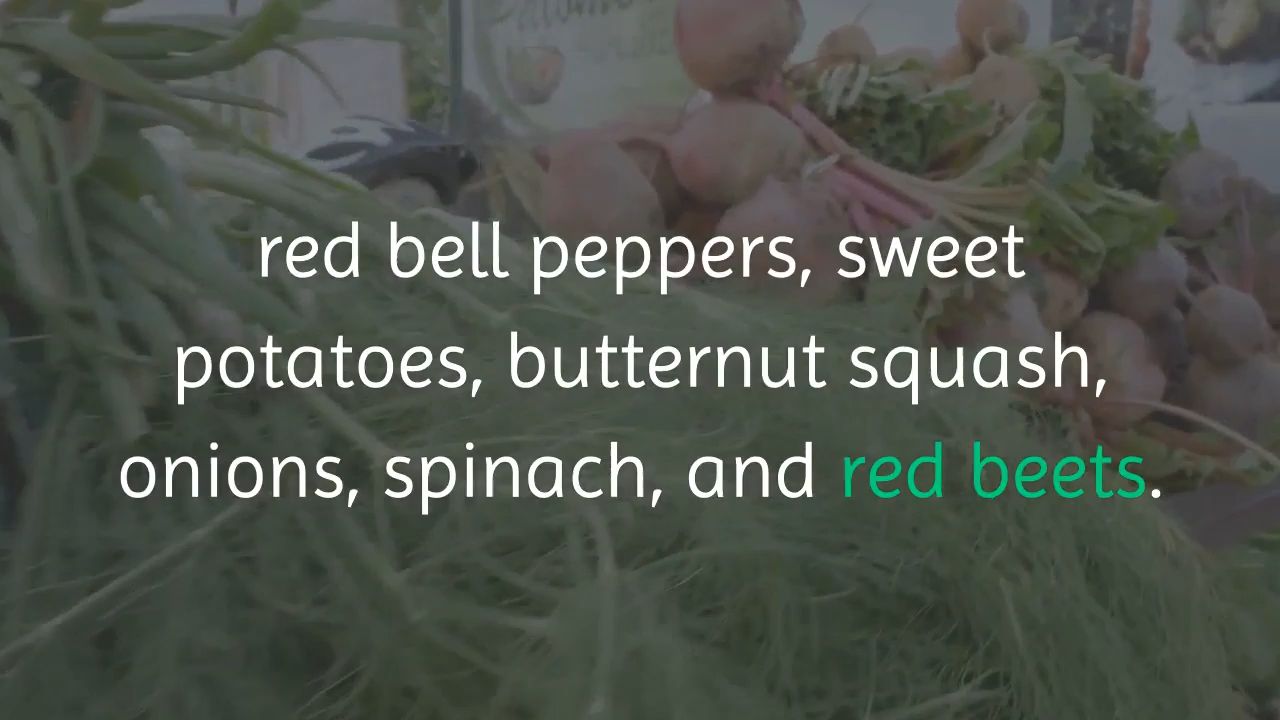 red bell peppers, sweet
potatoes, butternut squash,
onions, spinach, and red beets.